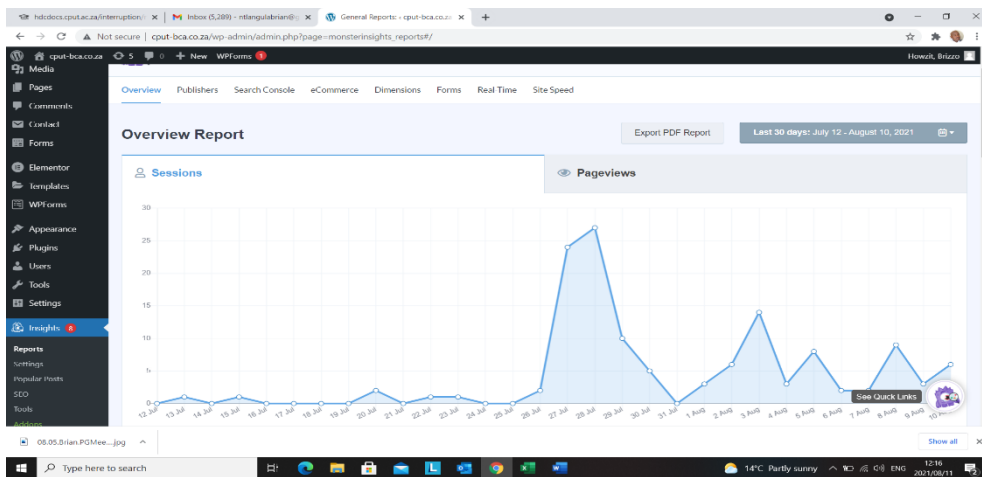 hdcdocs.cput.ac.za/interruption/ x
Inbox (5,289) - ntlangulabrian@g x
General Reports: ‹ cput-bca.co.za x
Not secure | cput-bca.co.za/wp-admin/admin.php?page=monsterinsights_reports#/
cput-bca.co.za 5 0 + New WPForms 1 Howzit, Brizzo
Media
Pages
Comments
Contact
Forms
Elementor
Templates
WPForms
Appearance
Plugins
Users
Tools
Settings
Insights 8
Reports
Settings
Popular Posts
SEO
Tools
Addons
Overview Publishers Search Console eCommerce Dimensions Forms Real Time Site Speed
Overview Report
Export PDF Report
Last 30 days: July 12 - August 10, 2021
Sessions
Pageviews
30
25
20
15
10
5
0
12 Jul 13 Jul 14 Jul 15 Jul 16 Jul 17 Jul 18 Jul 19 Jul 20 Jul 21 Jul 22 Jul 23 Jul 24 Jul 25 Jul 26 Jul 27 Jul 28 Jul 29 Jul 30 Jul 31 Jul 1 Aug 2 Aug 3 Aug 4 Aug 5 Aug 6 Aug 7 Aug 8 Aug 9 Aug 10
See Quick Links
08.05.Brian.PGMee...jpg
Show all
Type here to search
14°C Partly sunny ENG 12:16
2021/08/11
2